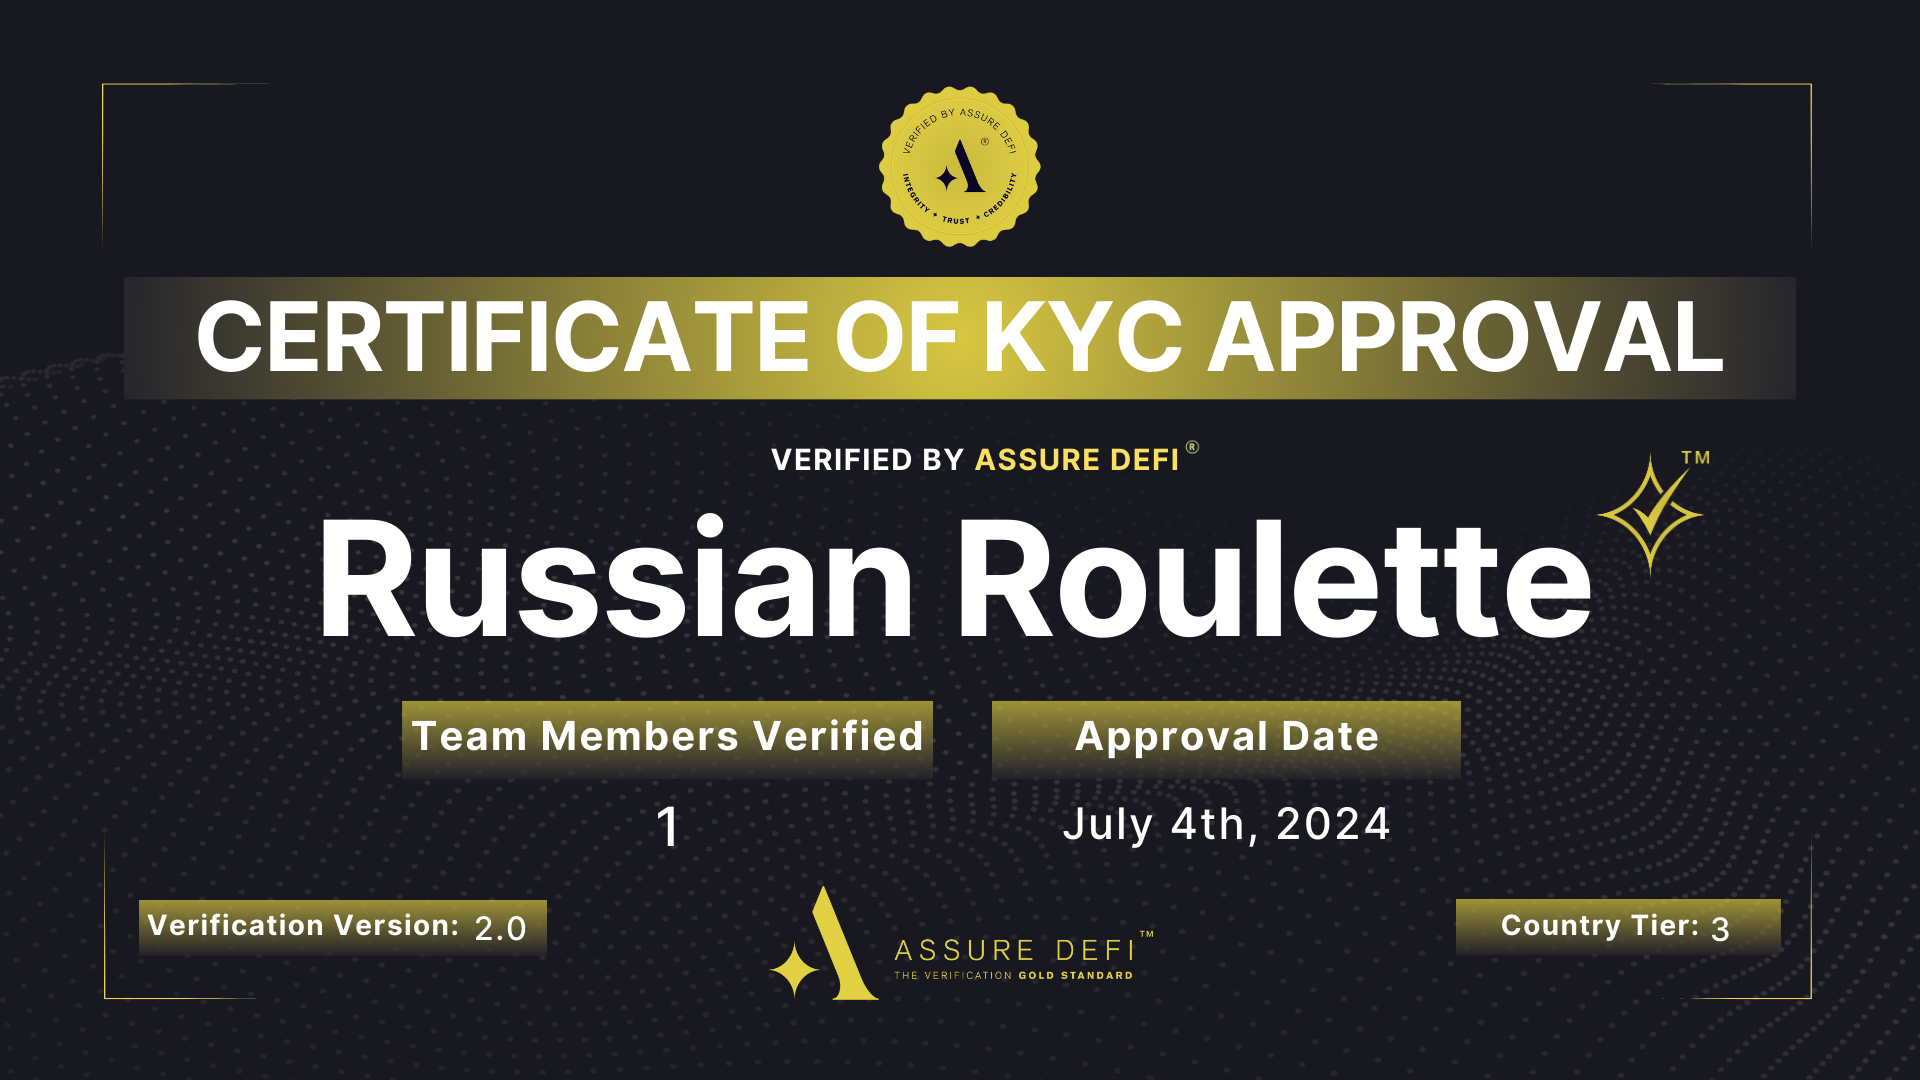 VERIFIED BY ASSURE DEFI
®
INTEGRITY ✦ TRUST ✦ CREDIBILITY
CERTIFICATE OF KYC APPROVAL
VERIFIED BY ASSURE DEFI®
TM
Russian Roulette
Team Members Verified
1
Approval Date
July 4th, 2024
Verification Version: 2.0
ASSURE DEFI™
THE VERIFICATION GOLD STANDARD
Country Tier: 3